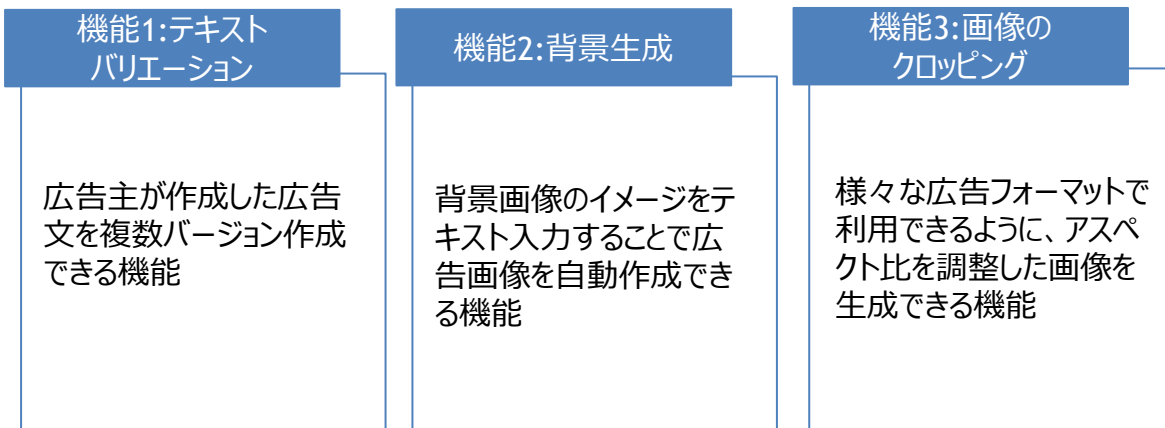 機能1:テキスト
バリエーション
広告主が作成した広告
文を複数バージョン作成
できる機能
機能2:背景生成
背景画像のイメージをテ
キスト入力することで広
告画像を自動作成でき
る機能
機能3:画像の
クロッピング
様々な広告フォーマットで
利用できるように、アスペ
クト比を調整した画像を
生成できる機能